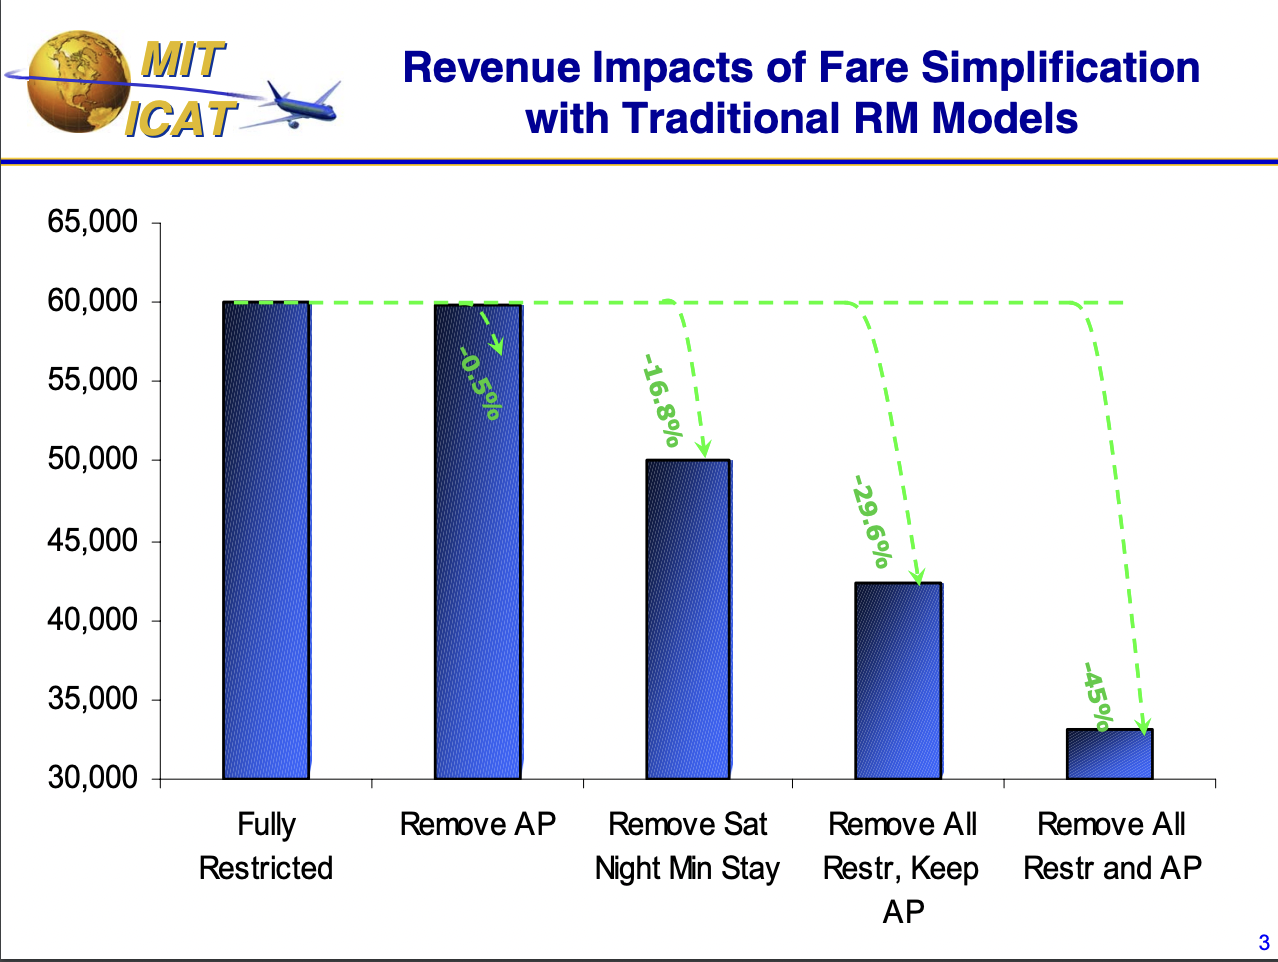 MIT
ICAT
Revenue Impacts of Fare Simplification
with Traditional RM Models
65,000
60,000
55,000
50,000
45,000
40,000
35,000
30,000
-0.5%
-16.8%
-29.6%
-45%
Fully
Restricted
Remove AP
Remove Sat
Night Min Stay
Remove All
Restr, Keep
AP
Remove All
Restr and AP
3